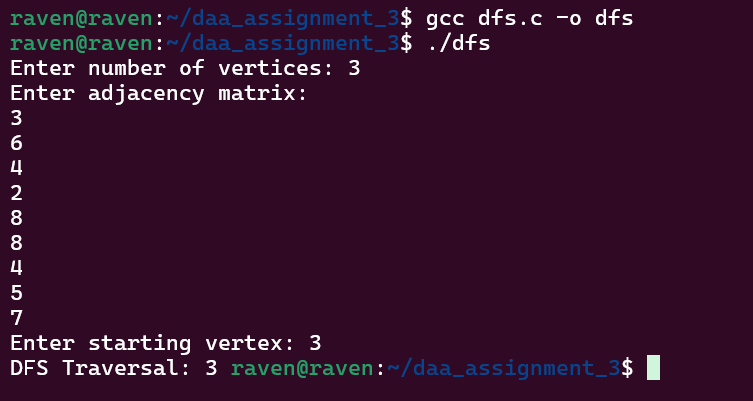 raven@raven:~/daa_assignment_3$ gcc dfs.c -o dfs
raven@raven:~/daa_assignment_3$ ./dfs
Enter number of vertices: 3
Enter adjacency matrix:
3
6
4
2
8
8
4
5
7
Enter starting vertex: 3
DFS Traversal: 3 raven@raven:~/daa_assignment_3$